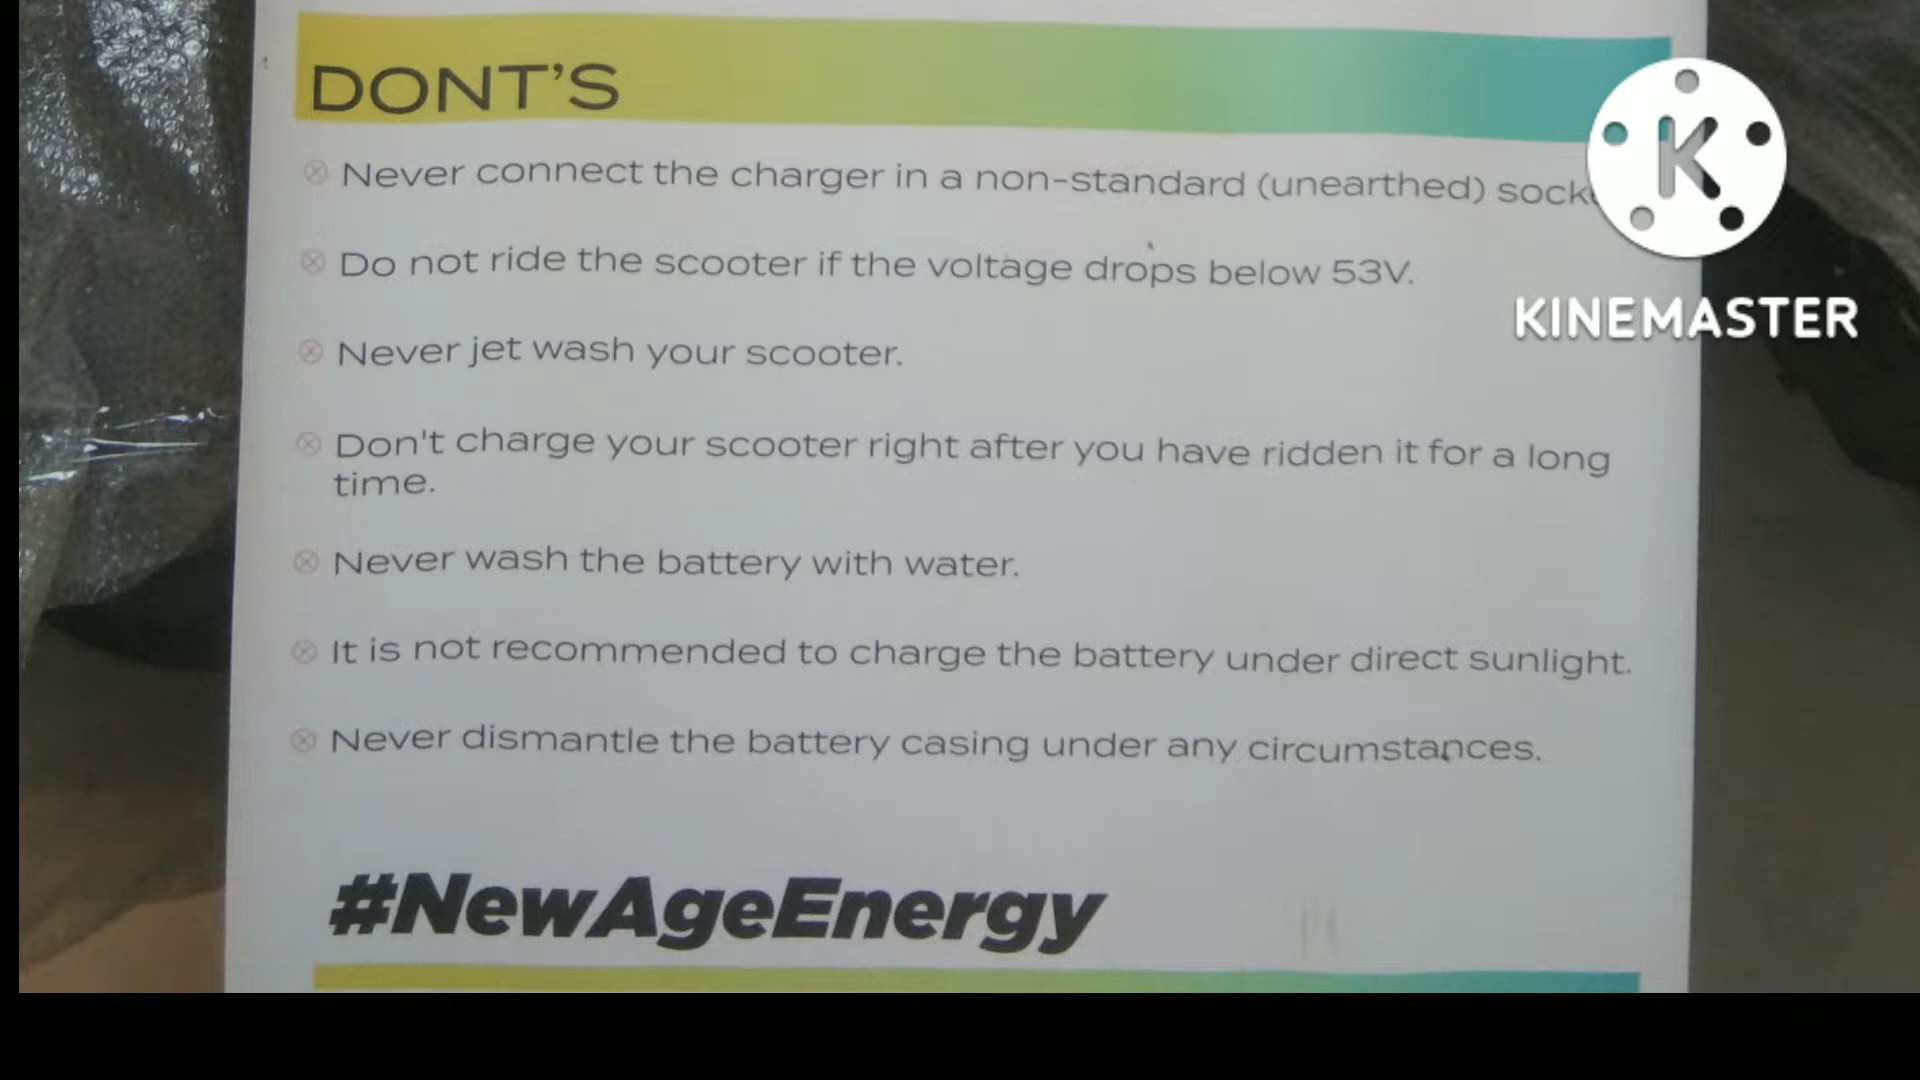 DONT'S
Never connect the charger in a non-standard (unearthed)
Do not ride the scooter if the voltage drops below 53V.
Never jet wash your scooter.
Don't charge your scooter right after you have ridden it for a long
time.
Never wash the battery with water.
It is not recommended to charge the battery under direct sunlight.
Never dismantle the battery casing under any circumstances.
#NewAgeEnergy
K
KINEMASTER